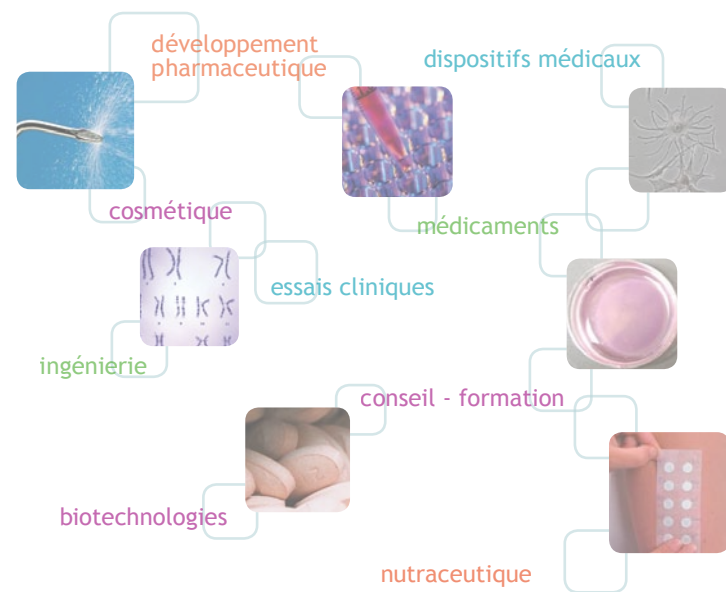 développement
pharmaceutique
dispositifs médicaux
cosmétique
médicaments
essais cliniques
ingénierie
conseil - formation
biotechnologies
nutraceutique